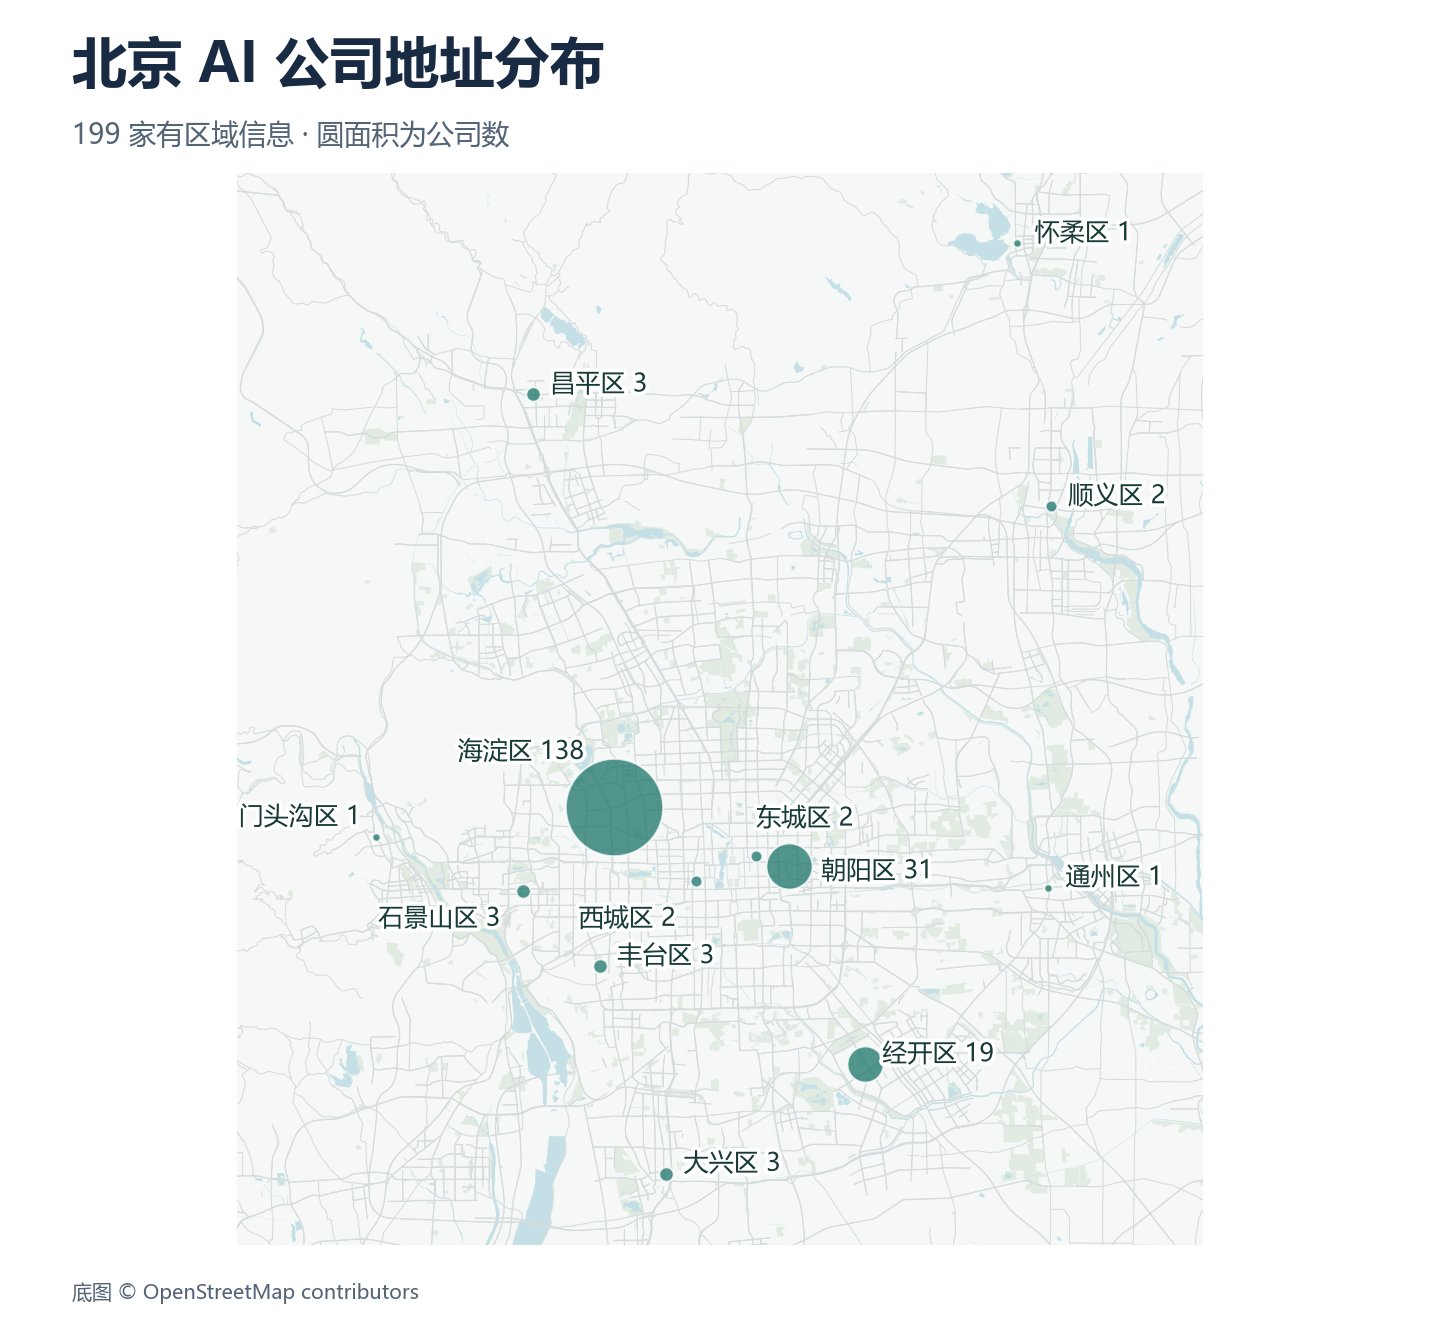 北京 AI 公司地址分布
199 家有区域信息 · 圆面积为公司数
怀柔区 1
昌平区 3
顺义区 2
海淀区 138
门头沟区 1
东城区 2
朝阳区 31
通州区 1
石景山区 3
西城区 2
丰台区 3
经开区 19
大兴区 3
底图 © OpenStreetMap contributors